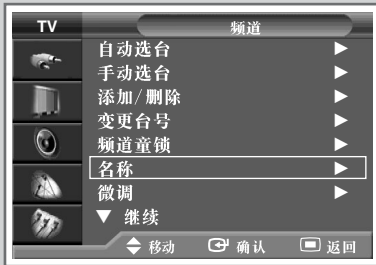 TV 频道
自动选台
手动选台
添加/删除
变更台号
频道童锁
名称
微调
继续
移动 确认 返回